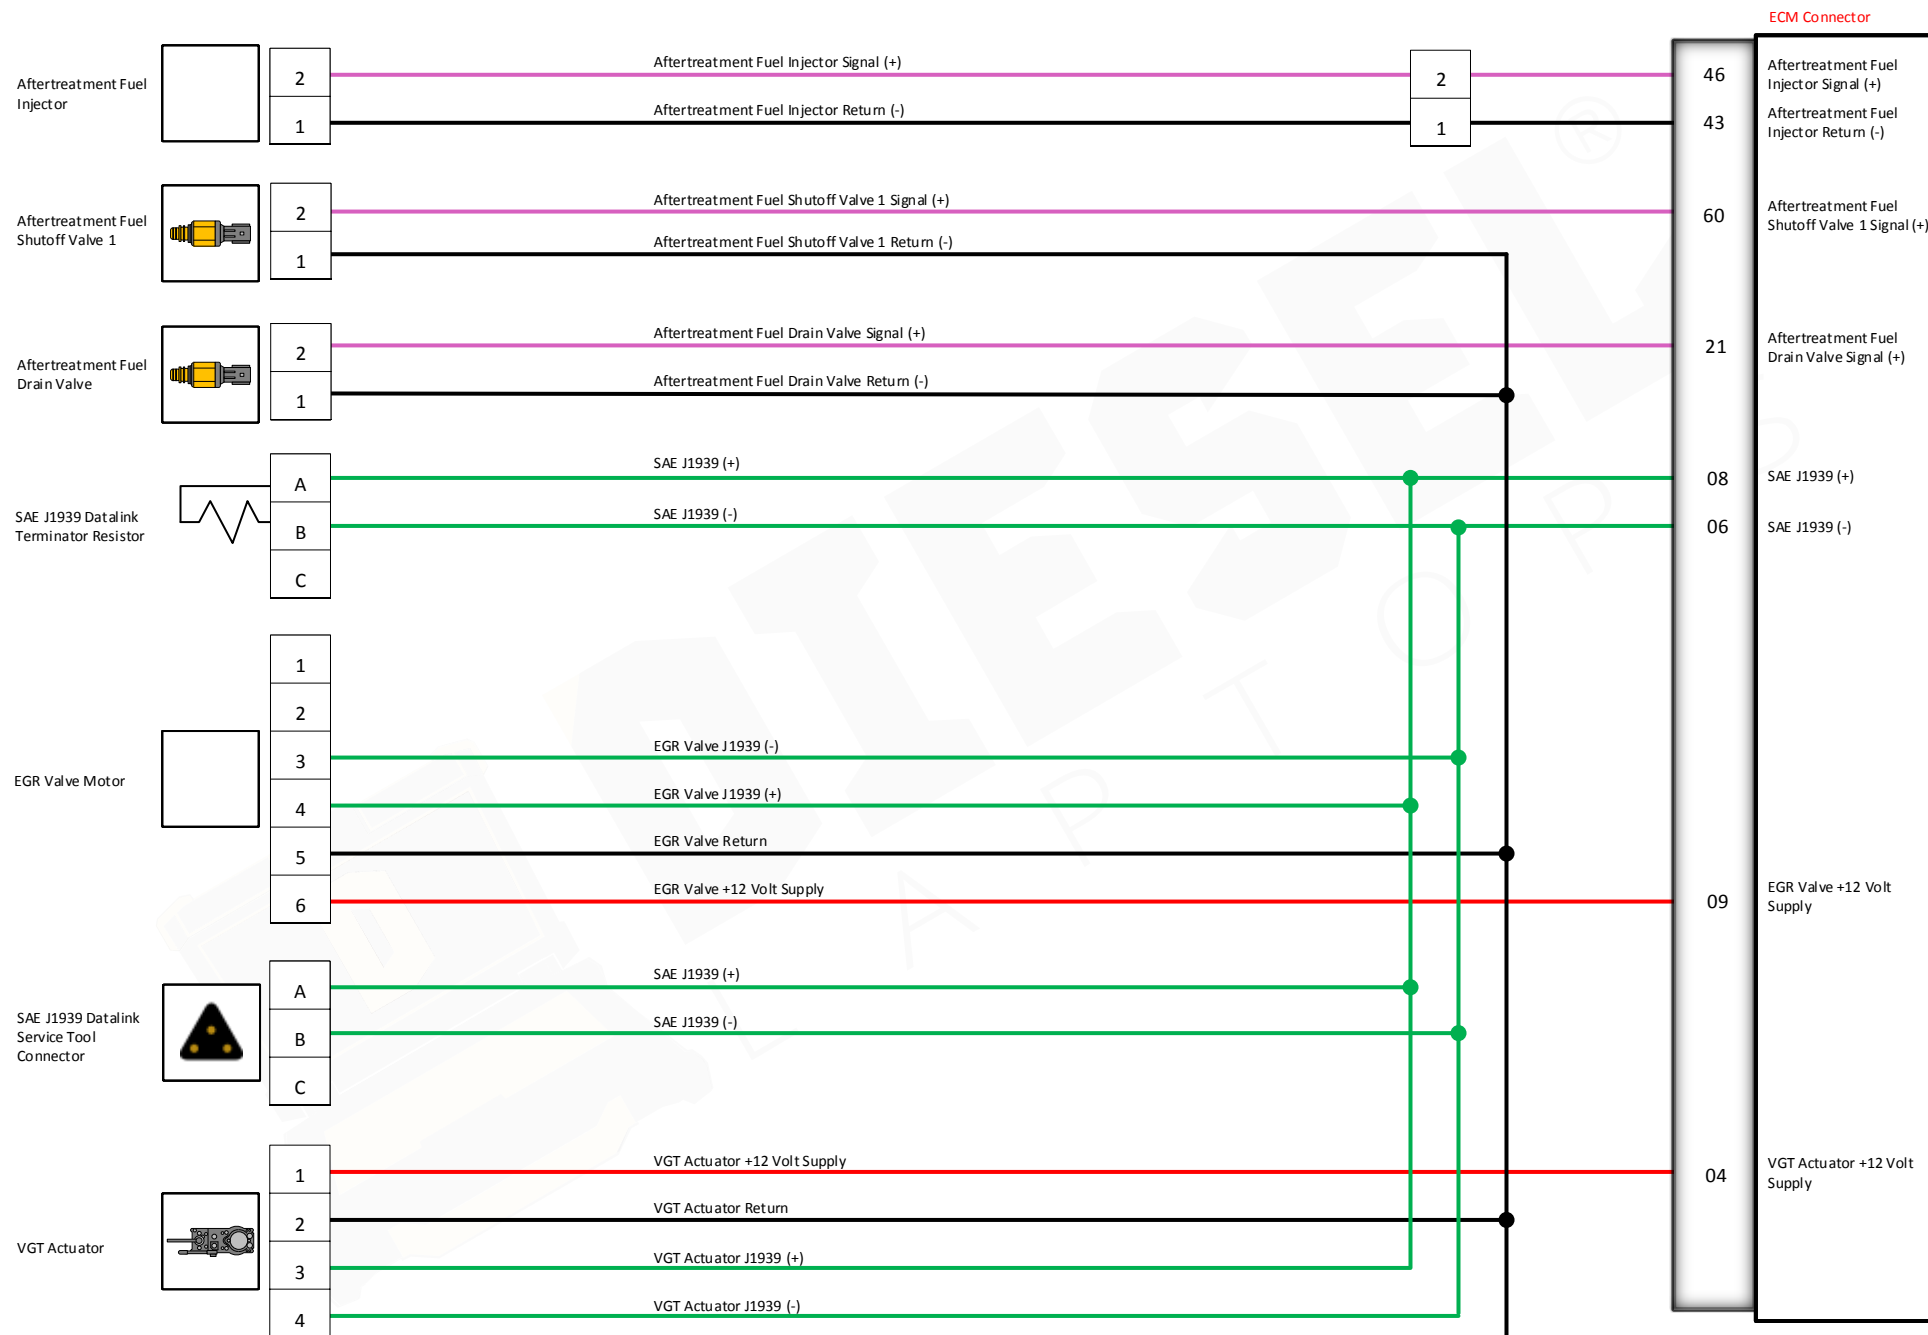 ECM Connector
Aftertreatment Fuel
Injector
2
1
Aftertreatment Fuel Injector Signal (+)
Aftertreatment Fuel Injector Return (-)
2
1
46
43
Aftertreatment Fuel
Injector Signal (+)
Aftertreatment Fuel
Injector Return (-)
Aftertreatment Fuel
Shutoff Valve 1
2
1
Aftertreatment Fuel Shutoff Valve 1 Signal (+)
Aftertreatment Fuel Shutoff Valve 1 Return (-)
60
Aftertreatment Fuel
Shutoff Valve 1 Signal (+)
Aftertreatment Fuel
Drain Valve
2
1
Aftertreatment Fuel Drain Valve Signal (+)
Aftertreatment Fuel Drain Valve Return (-)
21
Aftertreatment Fuel
Drain Valve Signal (+)
SAE J1939 Datalink
Terminator Resistor
A
B
C
SAE J1939 (+)
SAE J1939 (-)
08
06
SAE J1939 (+)
SAE J1939 (-)
EGR Valve Motor
1
2
3
4
5
6
EGR Valve J1939 (-)
EGR Valve J1939 (+)
EGR Valve Return
EGR Valve +12 Volt Supply
09
EGR Valve +12 Volt
Supply
SAE J1939 Datalink
Service Tool
Connector
A
B
C
SAE J1939 (+)
SAE J1939 (-)
VGT Actuator
1
2
3
4
VGT Actuator +12 Volt Supply
VGT Actuator Return
VGT Actuator J1939 (+)
VGT Actuator J1939 (-)
04
VGT Actuator +12 Volt
Supply
DIESEL®
LAPTOPS